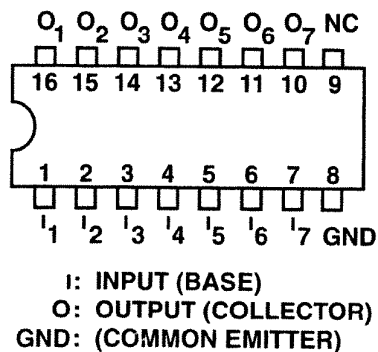 O1 O2 O3 O4 O5 O6 O7 NC
16 15 14 13 12 11 10 9
1 2 3 4 5 6 7 8
I1 I2 I3 I4 I5 I6 I7 GND
I: INPUT (BASE)
O: OUTPUT (COLLECTOR)
GND: (COMMON EMITTER)